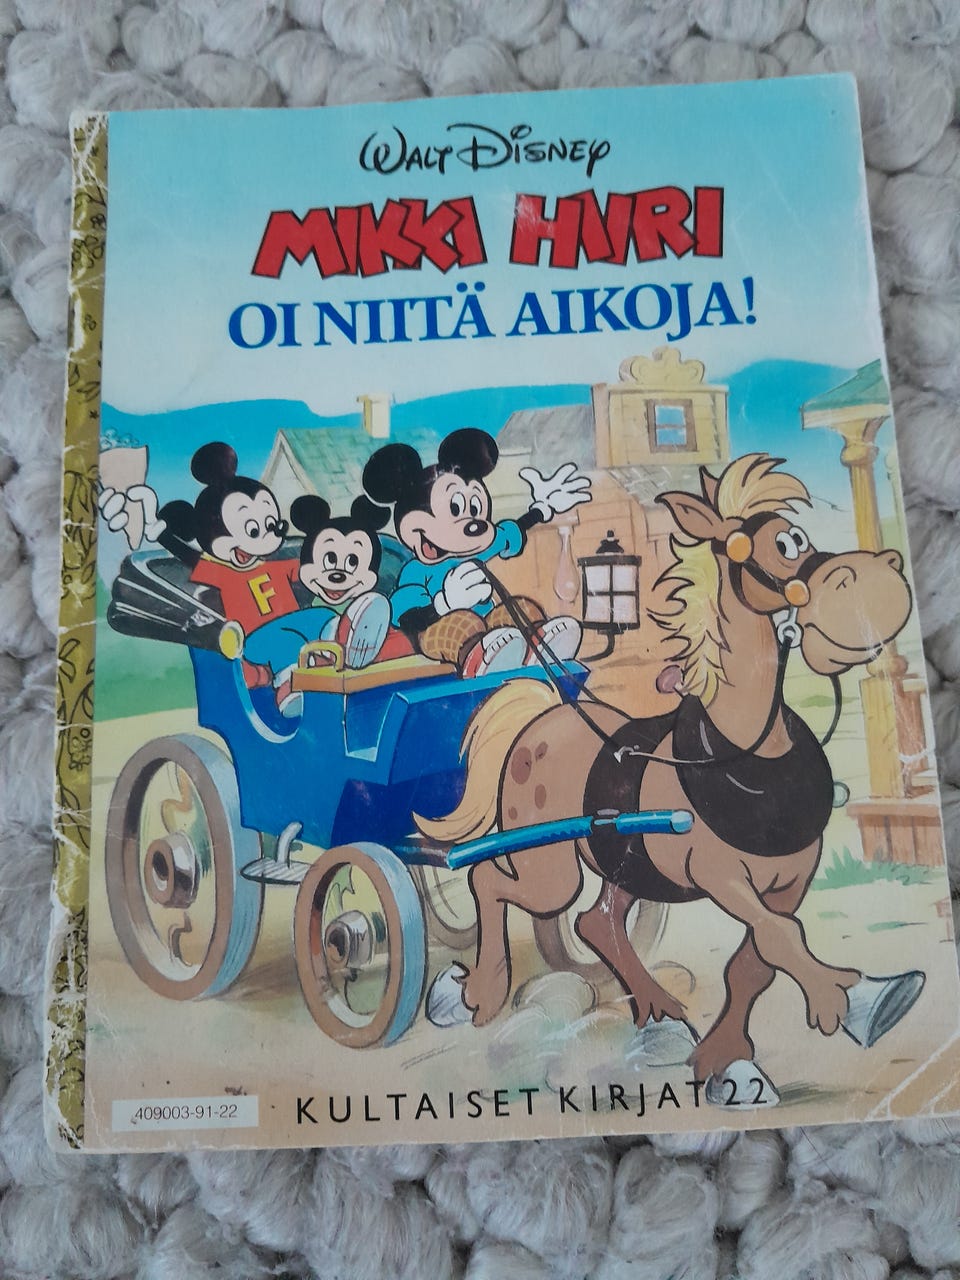 WALT DISNEY
MIKKI HIIRI
OI NIITÄ AIKOJA!
F
409003-91-22
KULTAISET KIRJAT 22